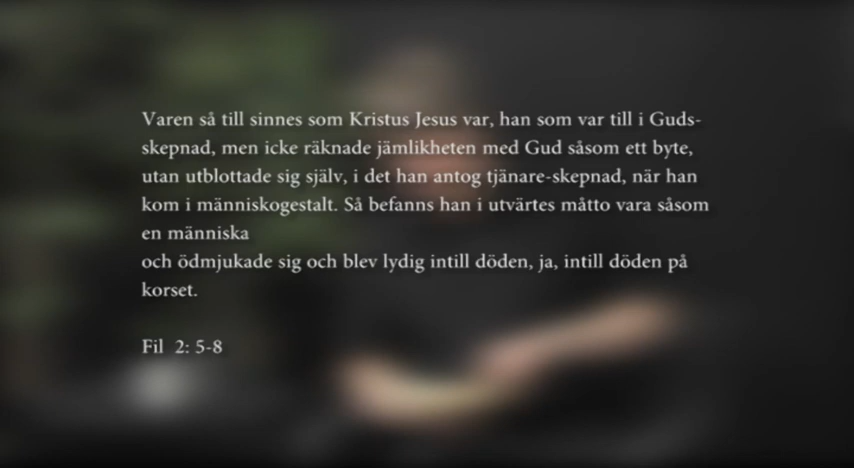 Varen så till sinnes som Kristus Jesus var, han som var till i Guds-
skepnad, men icke räknade jämlikheten med Gud såsom ett byte,
utan utblottade sig själv, i det han antog tjänare-skepnad, när han
kom i människogestalt. Så befanns han i utvärtes måtto vara såsom
en människa
och ödmjukade sig och blev lydig intill döden, ja, intill döden på
korset.
Fil 2: 5-8